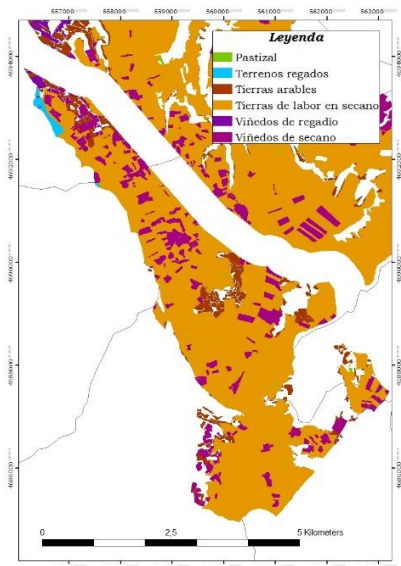 557000 558000 559000 560000 561000 562000 563000
Leyenda
Pastizal
Terrenos regados
Tierras arables
Tierras de labor en secano
Viñedos de regadío
Viñedos de secano
0 2,5 5 Kilometers